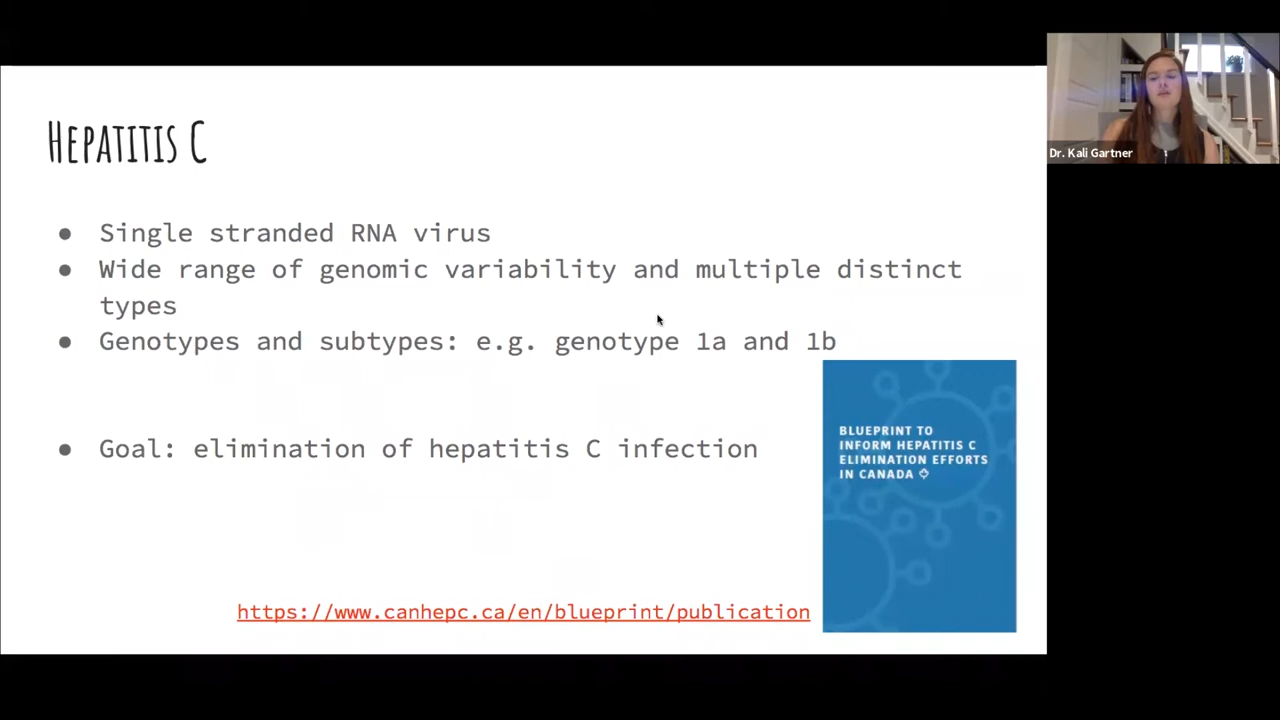 Hepatitis C
● Single stranded RNA virus
● Wide range of genomic variability and multiple distinct
types
● Genotypes and subtypes: e.g. genotype 1a and 1b
● Goal: elimination of hepatitis C infection
BLUEPRINT TO
INFORM HEPATITIS C
ELIMINATION EFFORTS
IN CANADA
https://www.canhepc.ca/en/blueprint/publication
Dr. Kali Gartner